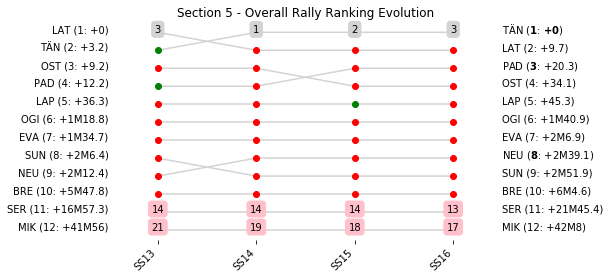 Section 5 - Overall Rally Ranking Evolution
LAT (1: +0) 3 1 2 3 TÄN (1: +0)
TÄN (2: +3.2) LAT (2: +9.7)
OST (3: +9.2) PAD (3: +20.3)
PAD (4: +12.2) OST (4: +34.1)
LAP (5: +36.3) LAP (5: +45.3)
OGI (6: +1M18.8) OGI (6: +1M40.9)
EVA (7: +1M34.7) EVA (7: +2M6.9)
SUN (8: +2M6.4) NEU (8: +2M39.1)
NEU (9: +2M12.4) SUN (9: +2M51.9)
BRE (10: +5M47.8) BRE (10: +6M4.6)
SER (11: +16M57.3) 14 14 14 13 SER (11: +21M45.4)
MIK (12: +41M56) 21 19 18 17 MIK (12: +42M8)
SS13 SS14 SS15 SS16